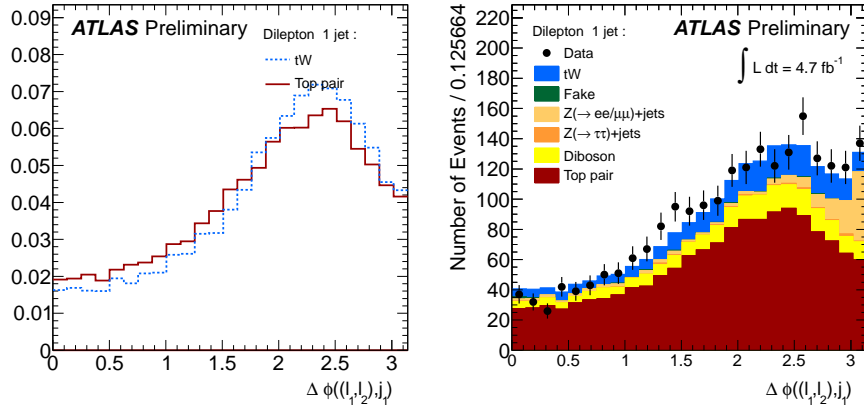 ATLAS Preliminary
Dilepton 1 jet :
tW
Top pair
0.09
0.08
0.07
0.06
0.05
0.04
0.03
0.02
0.01
0
0 0.5 1 1.5 2 2.5 3
Δ ϕ((l₁,l₂),j₁)
ATLAS Preliminary
Dilepton 1 jet :
Data
tW
Fake
Z(→ ee/μμ)+jets
Z(→ ττ)+jets
Diboson
Top pair
∫ L dt = 4.7 fb⁻¹
Number of Events / 0.125664
220
200
180
160
140
120
100
80
60
40
20
0
0 0.5 1 1.5 2 2.5 3
Δ ϕ((l₁,l₂),j₁)